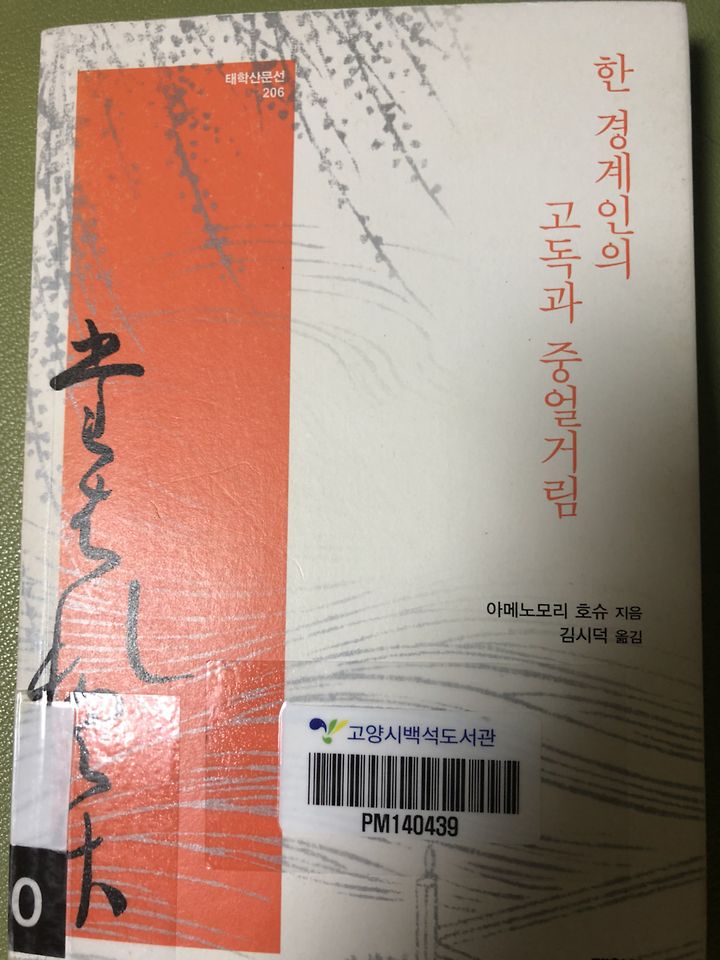 태학산문선
206
한 경계인의
고독과 중얼거림
아메노모리 호슈 지음
김시덕 옮김
고양시백석도서관
PM140439
0